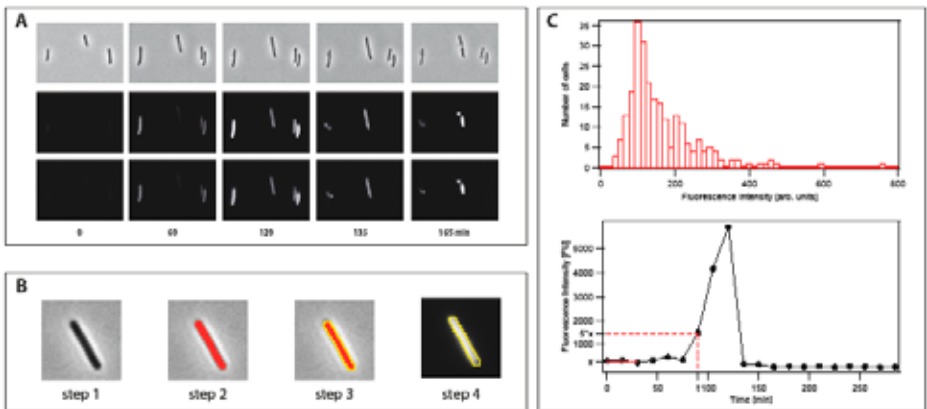 A
0 60 120 135 165 min
B
step 1 step 2 step 3 step 4
C
Number of cells
35
30
25
20
15
10
5
0
0 200 400 600 800
Fluorescence intensity [arb. units]
Fluorescence Intensity [FU]
5000
4000
3000
2000
1000
0 50 100 150 200 250
Time [min]